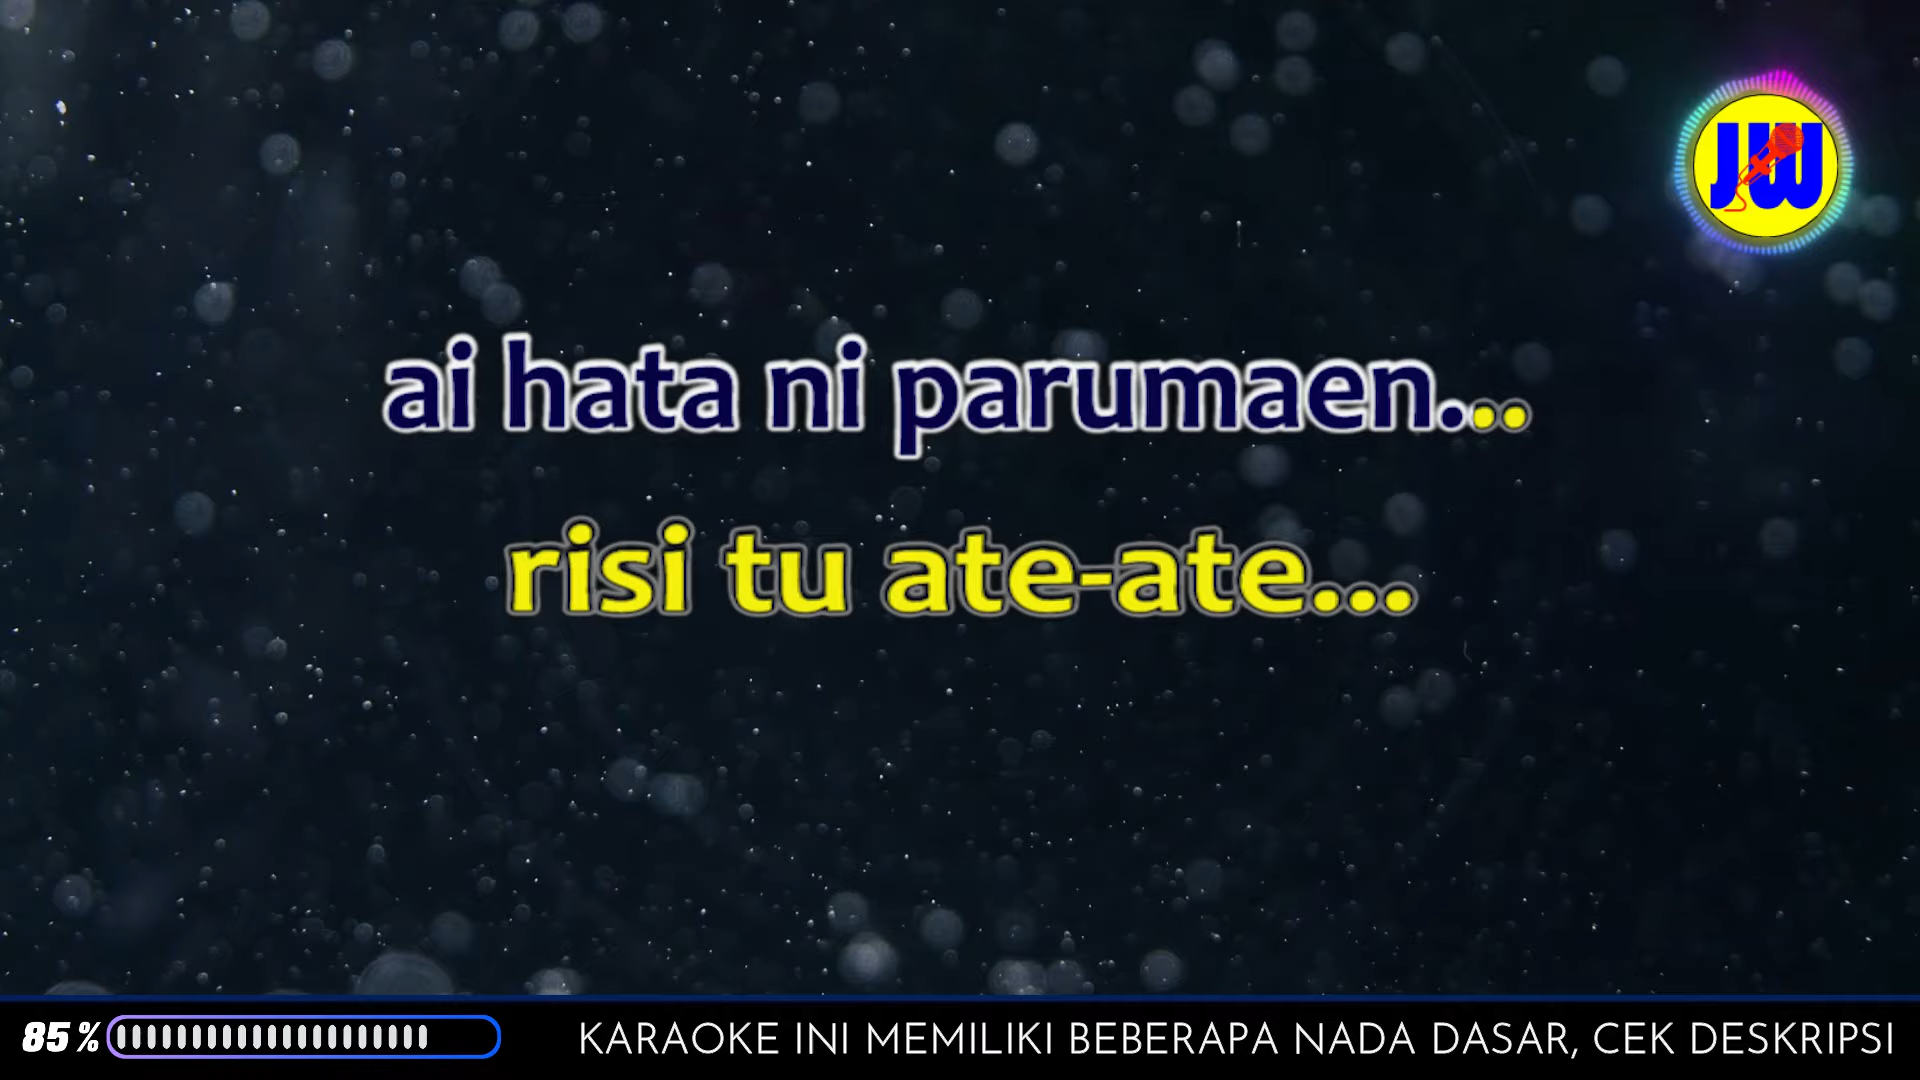 JW
ai hata ni parumaen...
risi tu ate-ate...
85 % KARAOKE INI MEMILIKI BEBERAPA NADA DASAR, CEK DESKRIPSI